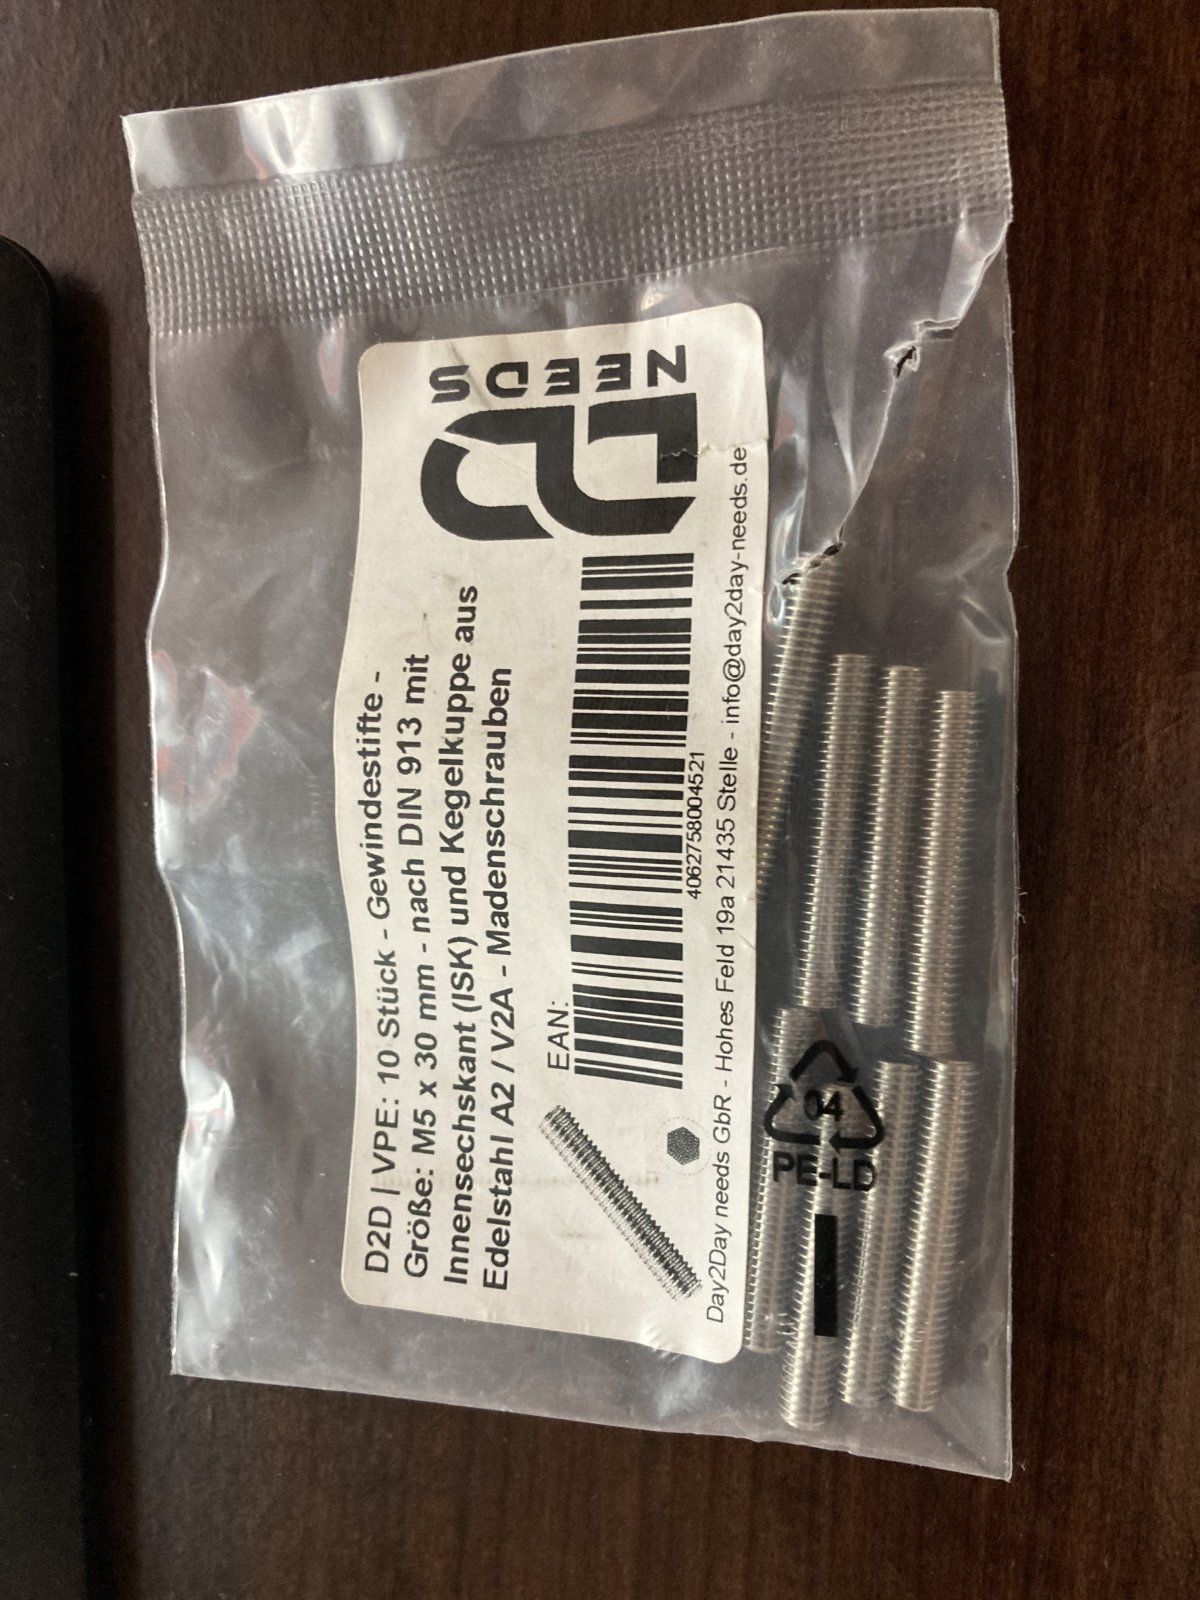 D2D | VPE: 10 Stück - Gewindestifte -
Größe: M5 x 30 mm - nach DIN 913 mit
Innensechskant (ISK) und Kegelkuppe aus
Edelstahl A2 / V2A - Madenschrauben
EAN:
4062758004521
Day2Day needs GbR - Hohes Feld 19a 21435 Stelle - info@day2day-needs.de
D2D
NEEDS
04
PE-LD